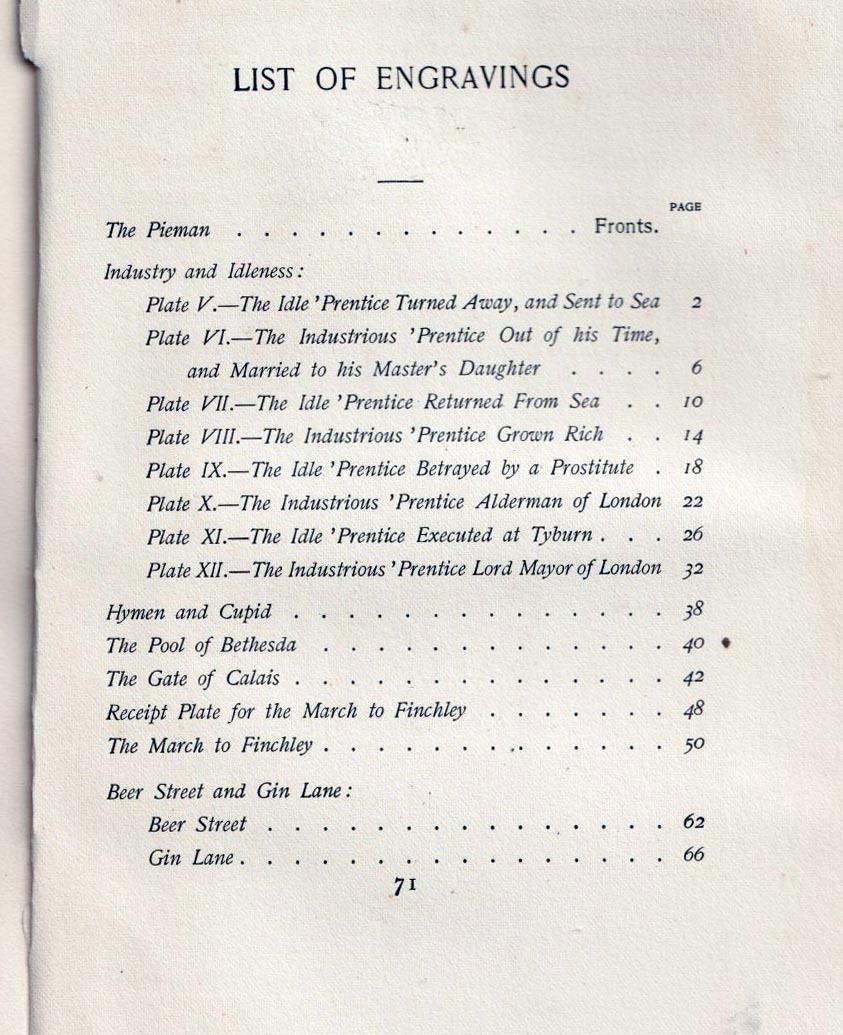 LIST OF ENGRAVINGS
PAGE
The Pieman . . . . . . . . . . . . . Fronts.
Industry and Idleness:
Plate V.—The Idle 'Prentice Turned Away, and Sent to Sea 2
Plate VI.—The Industrious 'Prentice Out of his Time,
and Married to his Master's Daughter . . . . 6
Plate VII.—The Idle 'Prentice Returned From Sea . . 10
Plate VIII.—The Industrious 'Prentice Grown Rich . . 14
Plate IX.—The Idle 'Prentice Betrayed by a Prostitute . 18
Plate X.—The Industrious 'Prentice Alderman of London 22
Plate XI.—The Idle 'Prentice Executed at Tyburn . . . 26
Plate XII.—The Industrious 'Prentice Lord Mayor of London 32
Hymen and Cupid . . . . . . . . . . . . . . 38
The Pool of Bethesda . . . . . . . . . . . . . 40
The Gate of Calais . . . . . . . . . . . . . . 42
Receipt Plate for the March to Finchley . . . . . . . 48
The March to Finchley . . . . . . . . . . . . . 50
Beer Street and Gin Lane:
Beer Street . . . . . . . . . . . . . . . 62
Gin Lane . . . . . . . . . . . . . . . . 66
71